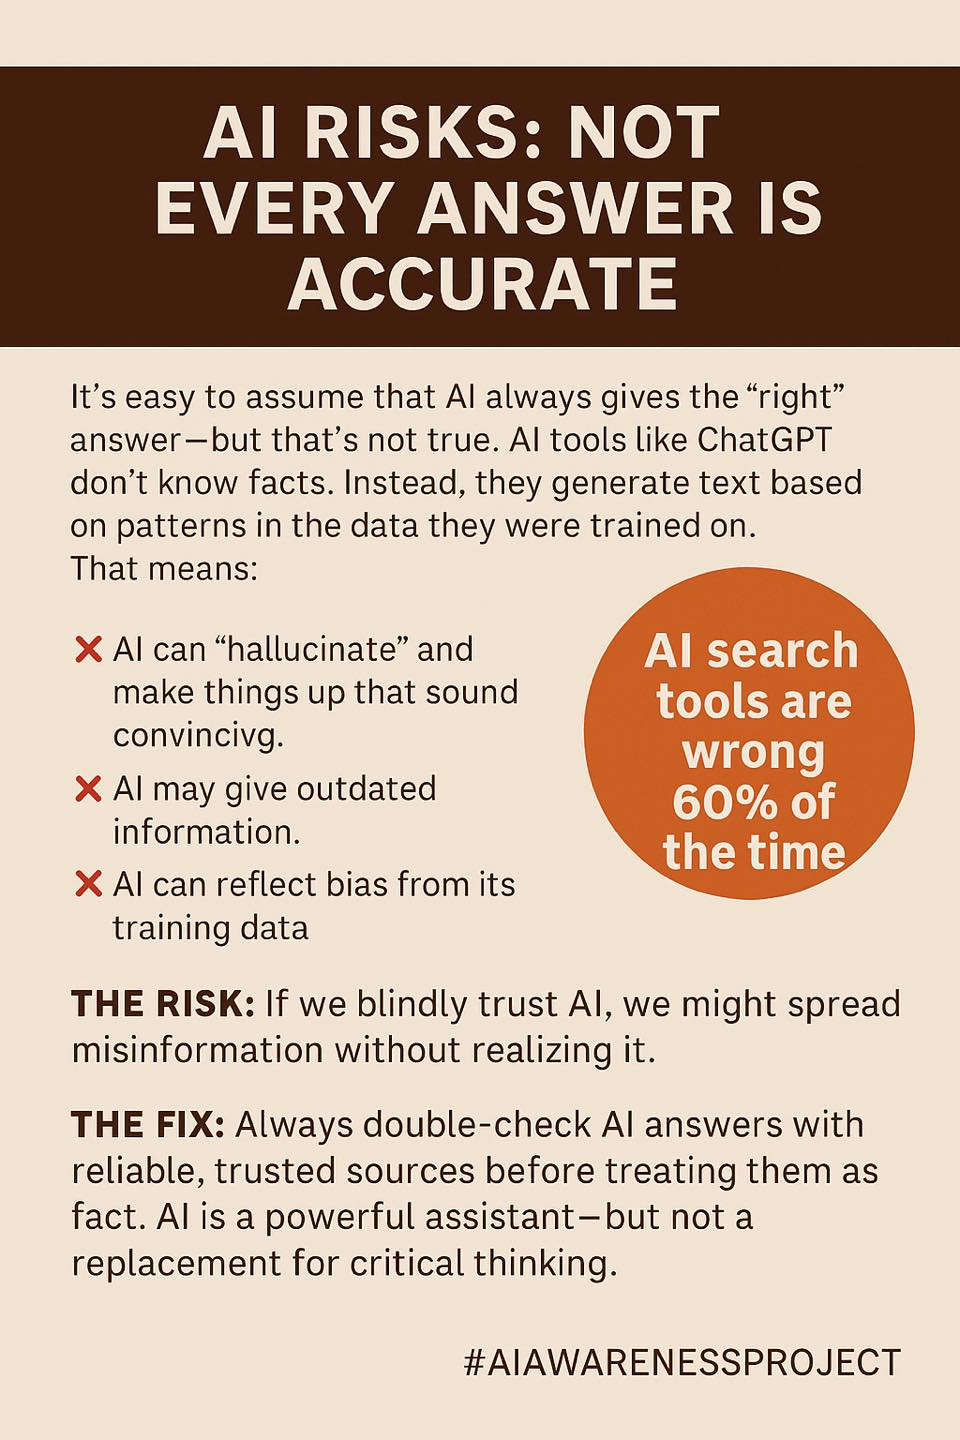 AI RISKS: NOT
EVERY ANSWER IS
ACCURATE
It’s easy to assume that AI always gives the “right”
answer—but that’s not true. AI tools like ChatGPT
don’t know facts. Instead, they generate text based
on patterns in the data they were trained on.
That means:
❌ AI can “hallucinate” and
make things up that sound
convincivg.
❌ AI may give outdated
information.
❌ AI can reflect bias from its
training data
AI search
tools are
wrong
60% of
the time
THE RISK: If we blindly trust AI, we might spread
misinformation without realizing it.
THE FIX: Always double-check AI answers with
reliable, trusted sources before treating them as
fact. AI is a powerful assistant—but not a
replacement for critical thinking.
#AIAWARENESSPROJECT